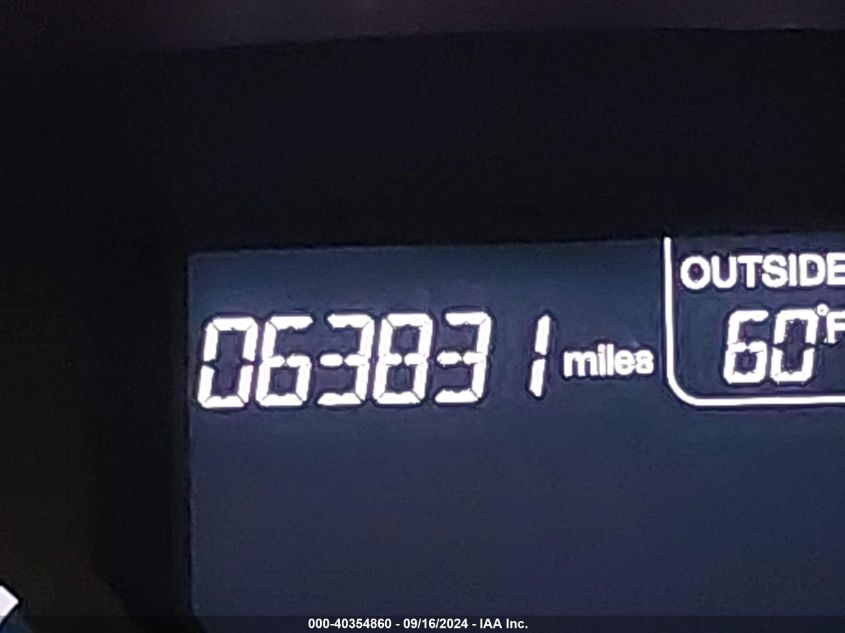 063831 miles
OUTSIDE
60°F
000-40354860 - 09/16/2024 - IAA Inc.